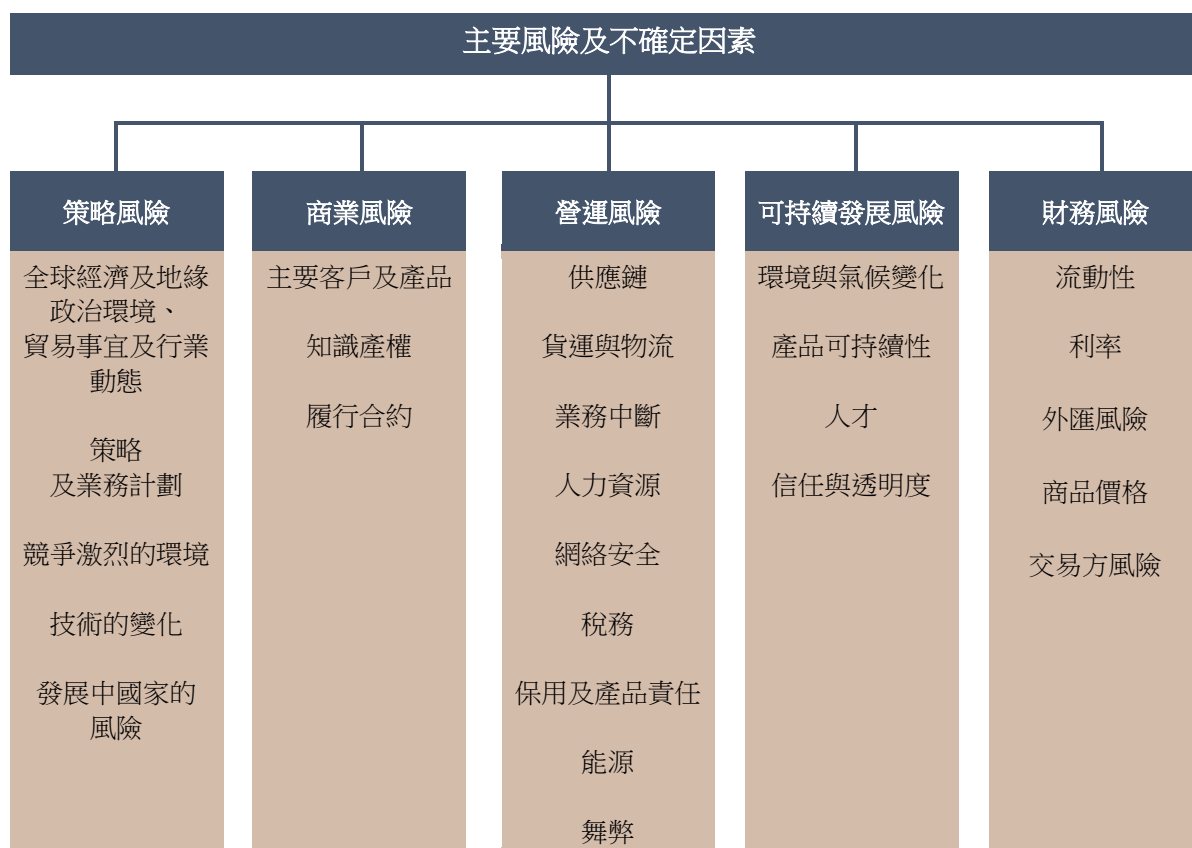 主要風險及不確定因素
策略風險
全球經濟及地緣
政治環境、
貿易事宜及行業
動態
策略
及業務計劃
競爭激烈的環境
技術的變化
發展中國家的
風險
商業風險
主要客戶及產品
知識產權
履行合約
營運風險
供應鏈
貨運與物流
業務中斷
人力資源
網絡安全
稅務
保用及產品責任
能源
舞弊
可持續發展風險
環境與氣候變化
產品可持續性
人才
信任與透明度
財務風險
流動性
利率
外匯風險
商品價格
交易方風險